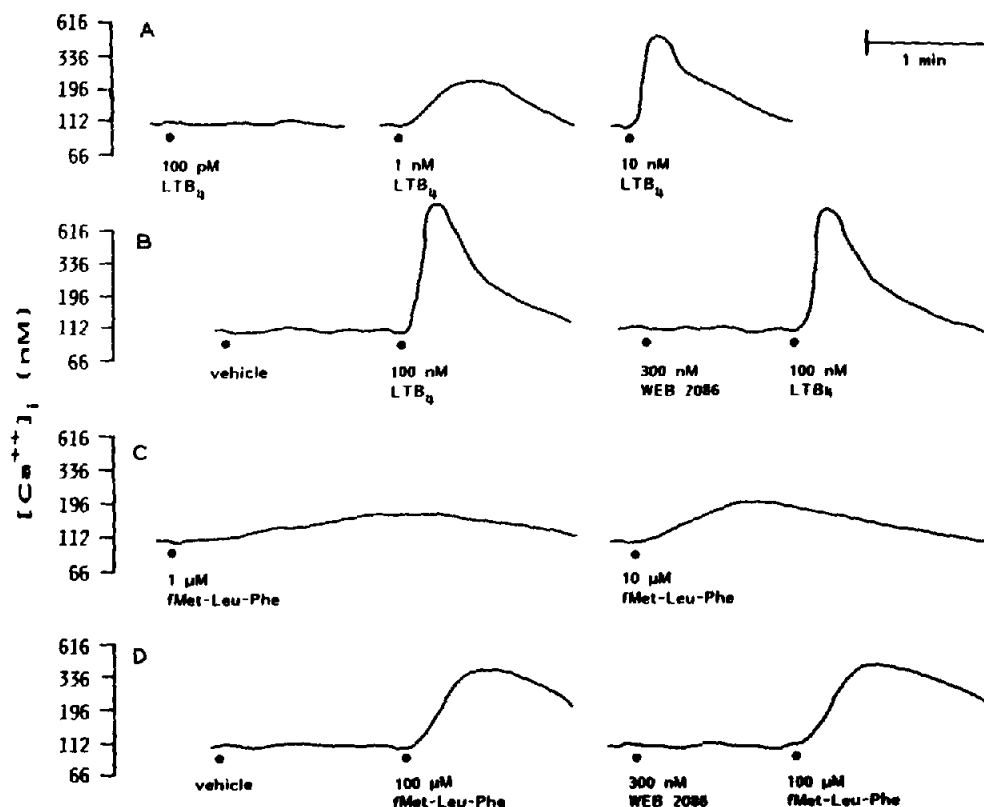 [Ca++]i (nM)
616
336
196
112
66
A
1 min
100 pM
LTB4
1 nM
LTB4
10 nM
LTB4
616
336
196
112
66
B
vehicle
100 nM
LTB4
300 nM
WEB 2086
100 nM
LTB4
616
336
196
112
66
C
1 µM
fMet-Leu-Phe
10 µM
fMet-Leu-Phe
616
336
196
112
66
D
vehicle
100 µM
fMet-Leu-Phe
300 nM
WEB 2086
100 µM
fMet-Leu-Phe